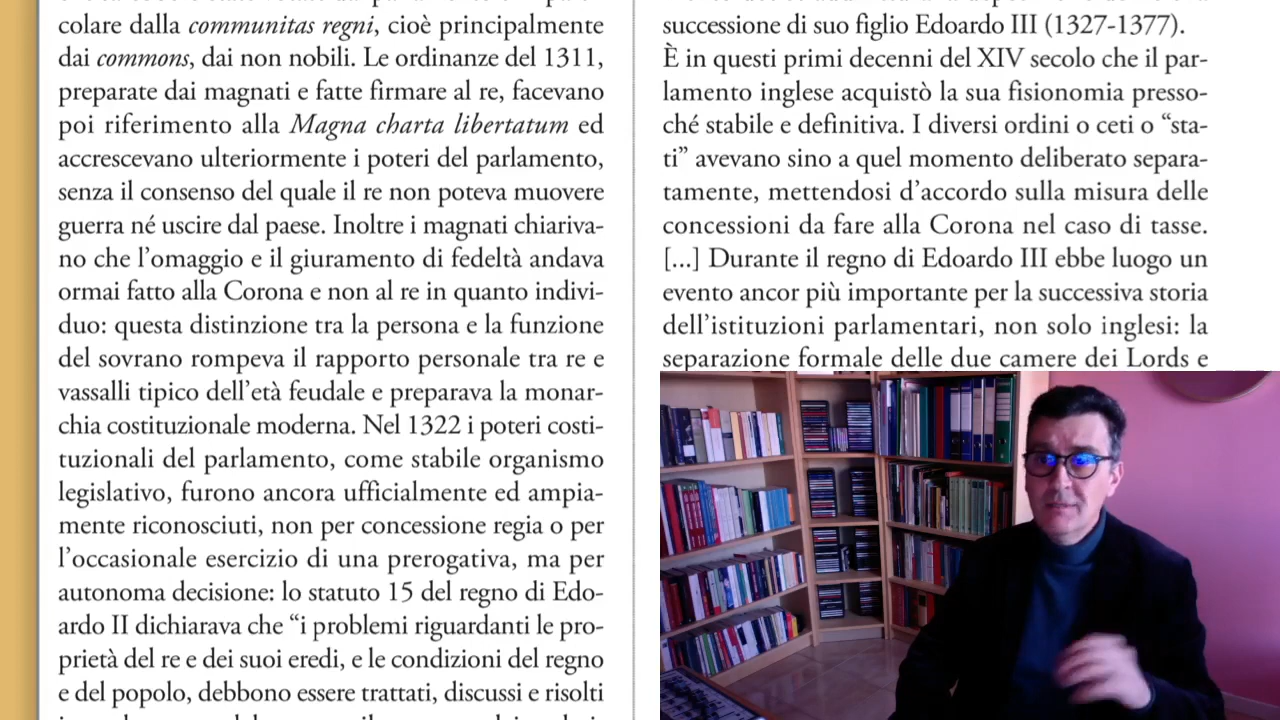 colare dalla communitas regni, cioè principalmente
dai commons, dai non nobili. Le ordinanze del 1311,
preparate dai magnati e fatte firmare al re, facevano
poi riferimento alla Magna charta libertatum ed
accrescevano ulteriormente i poteri del parlamento,
senza il consenso del quale il re non poteva muovere
guerra né uscire dal paese. Inoltre i magnati chiariva-
no che l’omaggio e il giuramento di fedeltà andava
ormai fatto alla Corona e non al re in quanto indivi-
duo: questa distinzione tra la persona e la funzione
del sovrano rompeva il rapporto personale tra re e
vassalli tipico dell’età feudale e preparava la monar-
chia costituzionale moderna. Nel 1322 i poteri costi-
tuzionali del parlamento, come stabile organismo
legislativo, furono ancora ufficialmente ed ampia-
mente riconosciuti, non per concessione regia o per
l’occasionale esercizio di una prerogativa, ma per
autonoma decisione: lo statuto 15 del regno di Edo-
ardo II dichiarava che “i problemi riguardanti le pro-
prietà del re e dei suoi eredi, e le condizioni del regno
e del popolo, debbono essere trattati, discussi e risolti
successione di suo figlio Edoardo III (1327-1377).
È in questi primi decenni del XIV secolo che il par-
lamento inglese acquistò la sua fisionomia presso-
ché stabile e definitiva. I diversi ordini o ceti o “sta-
ti” avevano sino a quel momento deliberato separa-
tamente, mettendosi d’accordo sulla misura delle
concessioni da fare alla Corona nel caso di tasse.
[...] Durante il regno di Edoardo III ebbe luogo un
evento ancor più importante per la successiva storia
dell’istituzioni parlamentari, non solo inglesi: la
separazione formale delle due camere dei Lords e